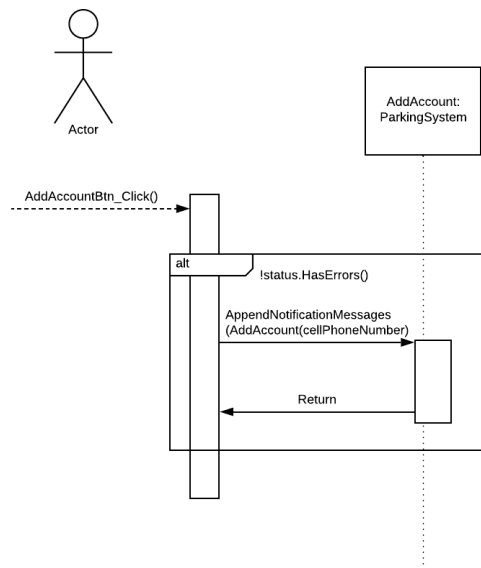 Actor
AddAccount:
ParkingSystem
AddAccountBtn_Click()
alt
!status.HasErrors()
AppendNotificationMessages
(AddAccount(cellPhoneNumber)
Return